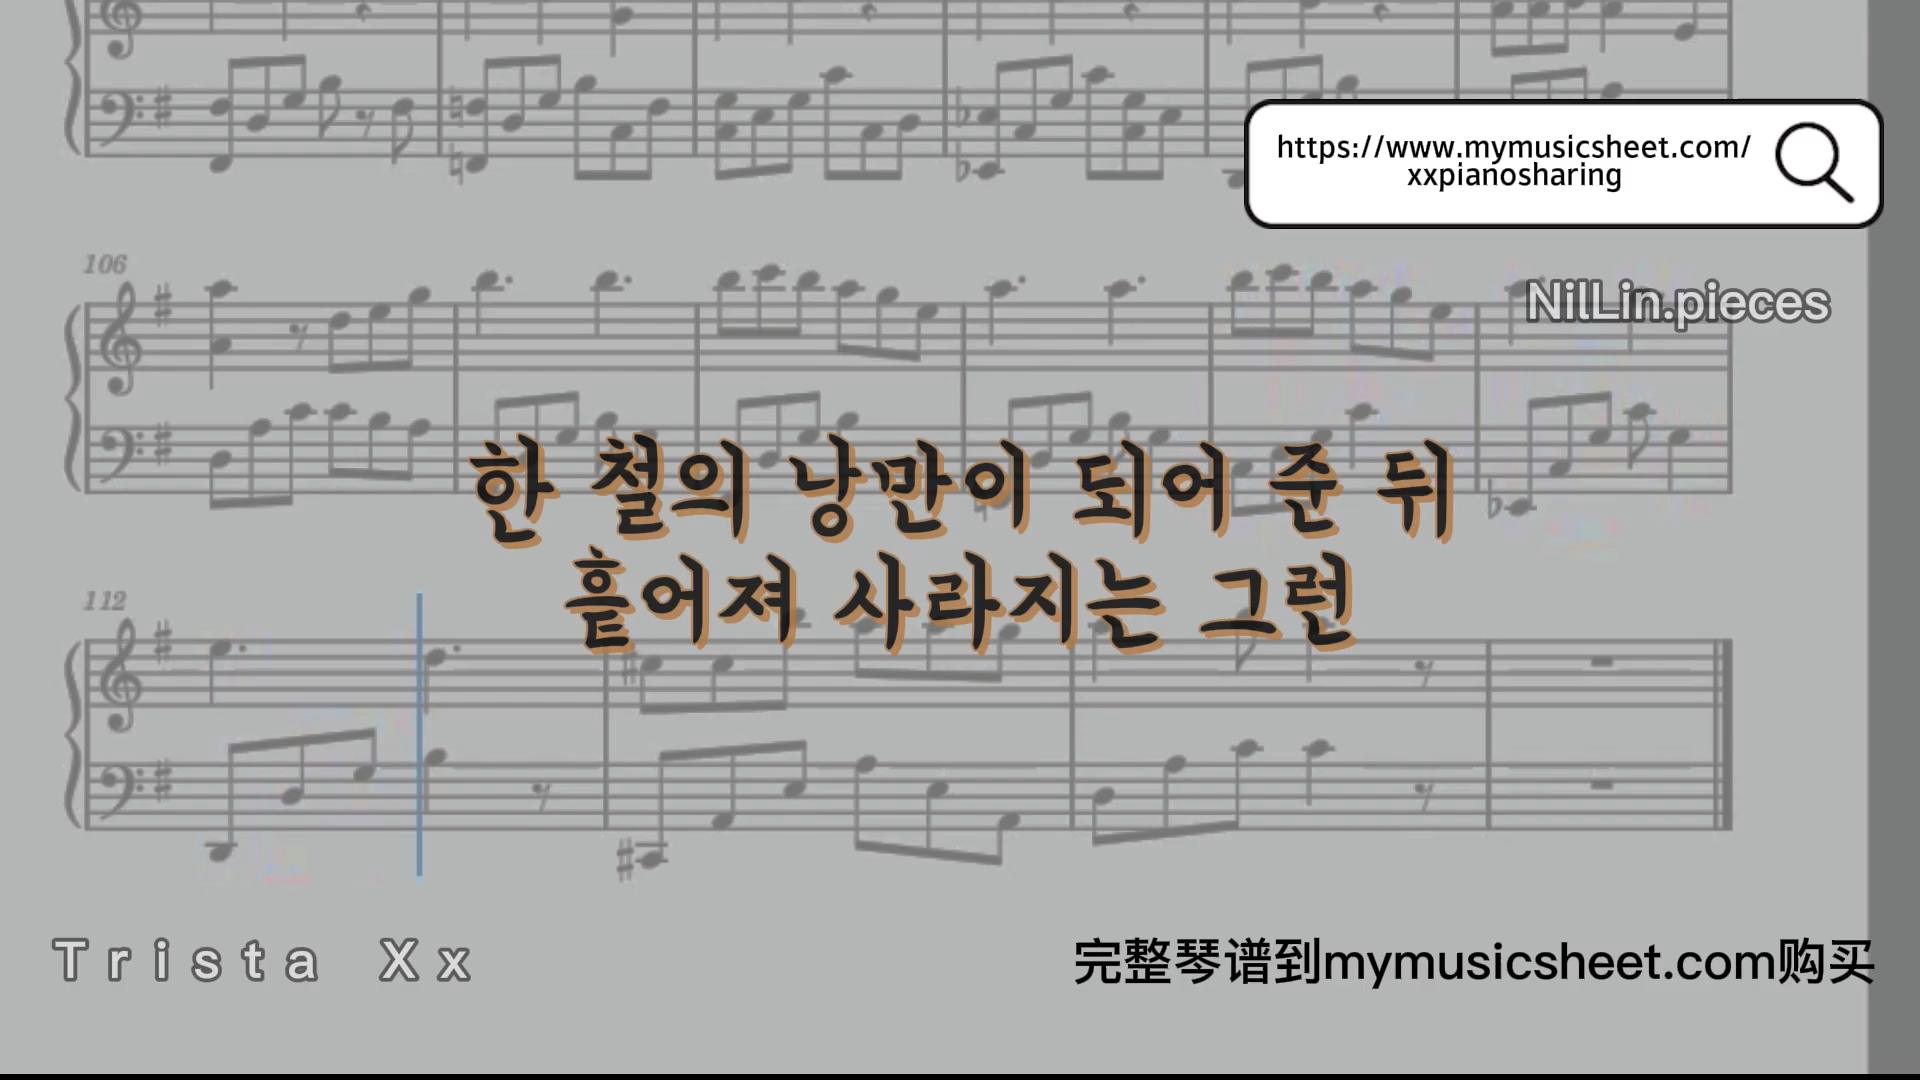 https://www.mymusicsheet.com/
xxpianosharing
106
NilLin.pieces
한 철의 낭만이 되어 준 뒤
흩어져 사라지는 그런
112
Trista Xx
完整琴谱到mymusicsheet.com购买